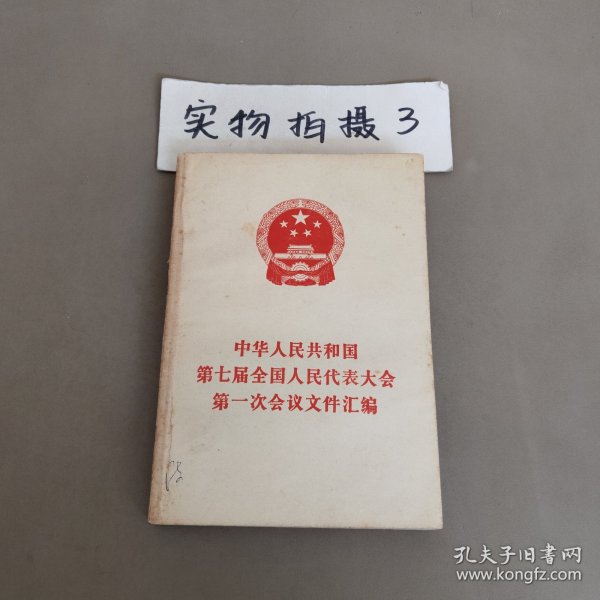 实物拍摄3
中华人民共和国
第七届全国人民代表大会
第一次会议文件汇编
孔夫子旧书网
www.kongfz.com